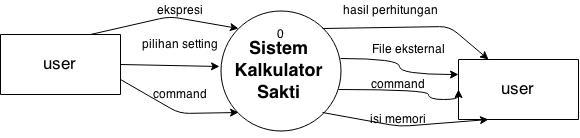 ekspresi
pilihan setting
command
user
0
Sistem
Kalkulator
Sakti
hasil perhitungan
File eksternal
command
isi memori
user